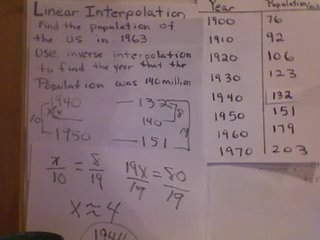 Linear Interpolation
Find the population of
the US in 1963
Use inverse interpolation
to find the year that the
Population was 140 million
1940 — 132
x 8
10 140 19
1950 — 151
x/10 = 8/19 19x/19 = 80/19
x ≈ 4
1944
Year Population
1900 76
1910 92
1920 106
1930 123
1940 132
1950 151
1960 179
1970 203